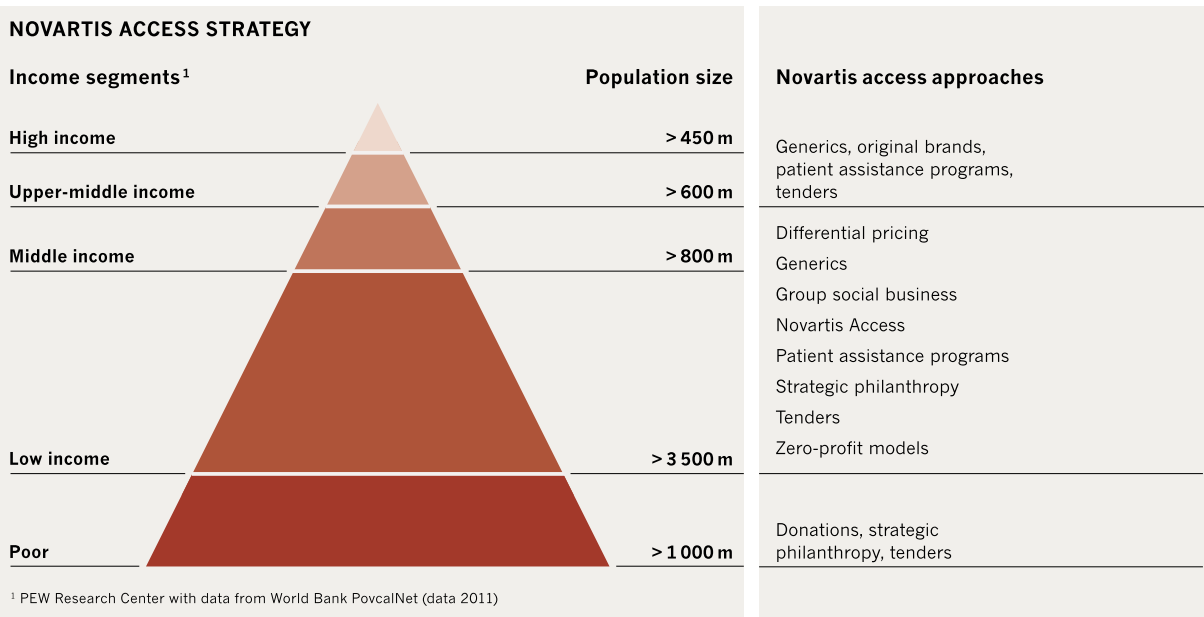 NOVARTIS ACCESS STRATEGY
Income segments¹
Population size
Novartis access approaches
High income
> 450 m
Generics, original brands,
patient assistance programs,
tenders
Upper-middle income
> 600 m
Middle income
> 800 m
Differential pricing
Generics
Group social business
Novartis Access
Patient assistance programs
Strategic philanthropy
Tenders
Zero-profit models
Low income
> 3 500 m
Poor
> 1 000 m
Donations, strategic
philanthropy, tenders
¹ PEW Research Center with data from World Bank PovcalNet (data 2011)